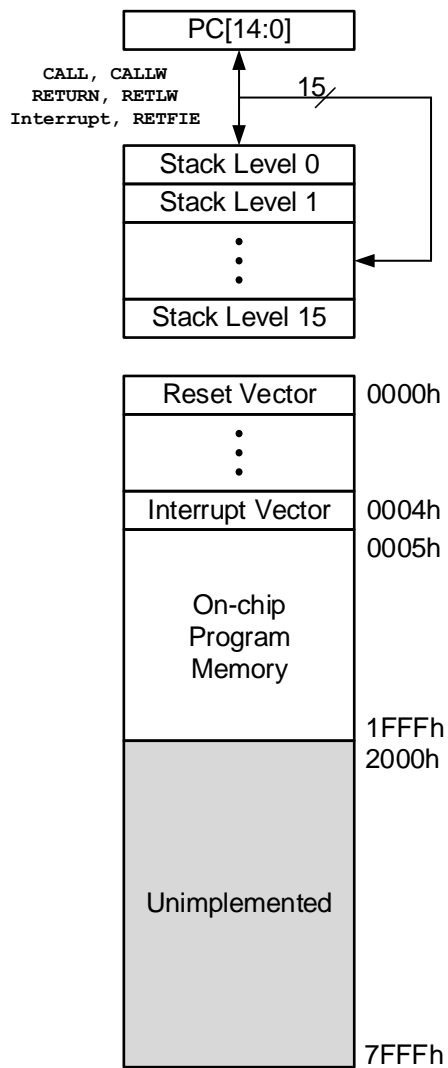 PC[14:0]
CALL, CALLW
RETURN, RETLW
Interrupt, RETFIE
15
Stack Level 0
Stack Level 1
Stack Level 15
Reset Vector
0000h
Interrupt Vector
0004h
0005h
On-chip
Program
Memory
1FFFh
2000h
Unimplemented
7FFFh